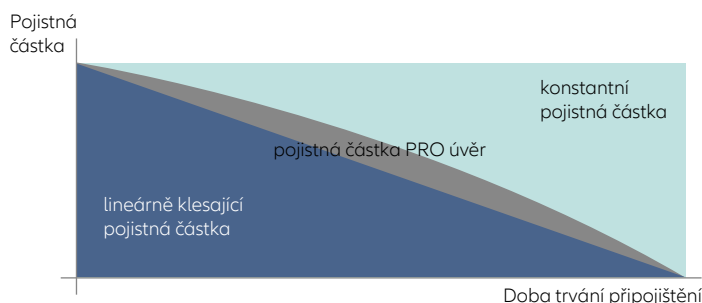 Pojistná
částka
konstantní
pojistná částka
pojistná částka PRO úvěr
lineárně klesající
pojistná částka
Doba trvání připojištění